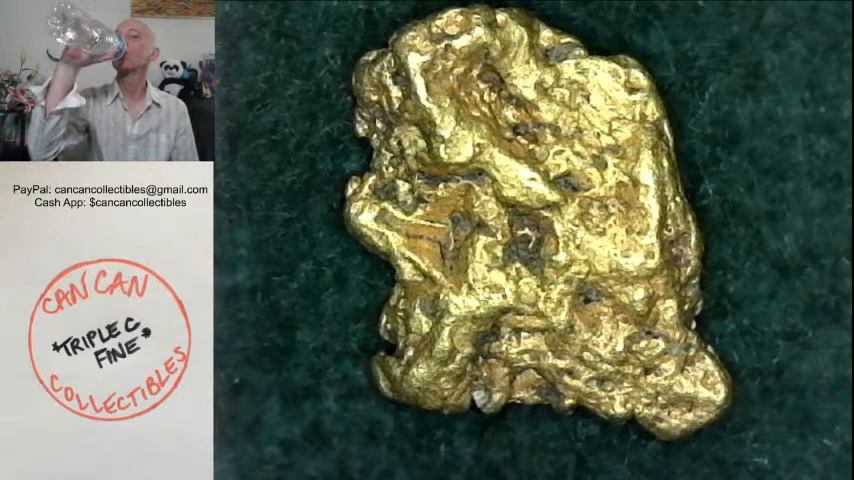 PayPal: cancancollectibles@gmail.com
Cash App: $cancancollectibles
CAN CAN
*TRIPLE C
FINE*
COLLECTIBLES